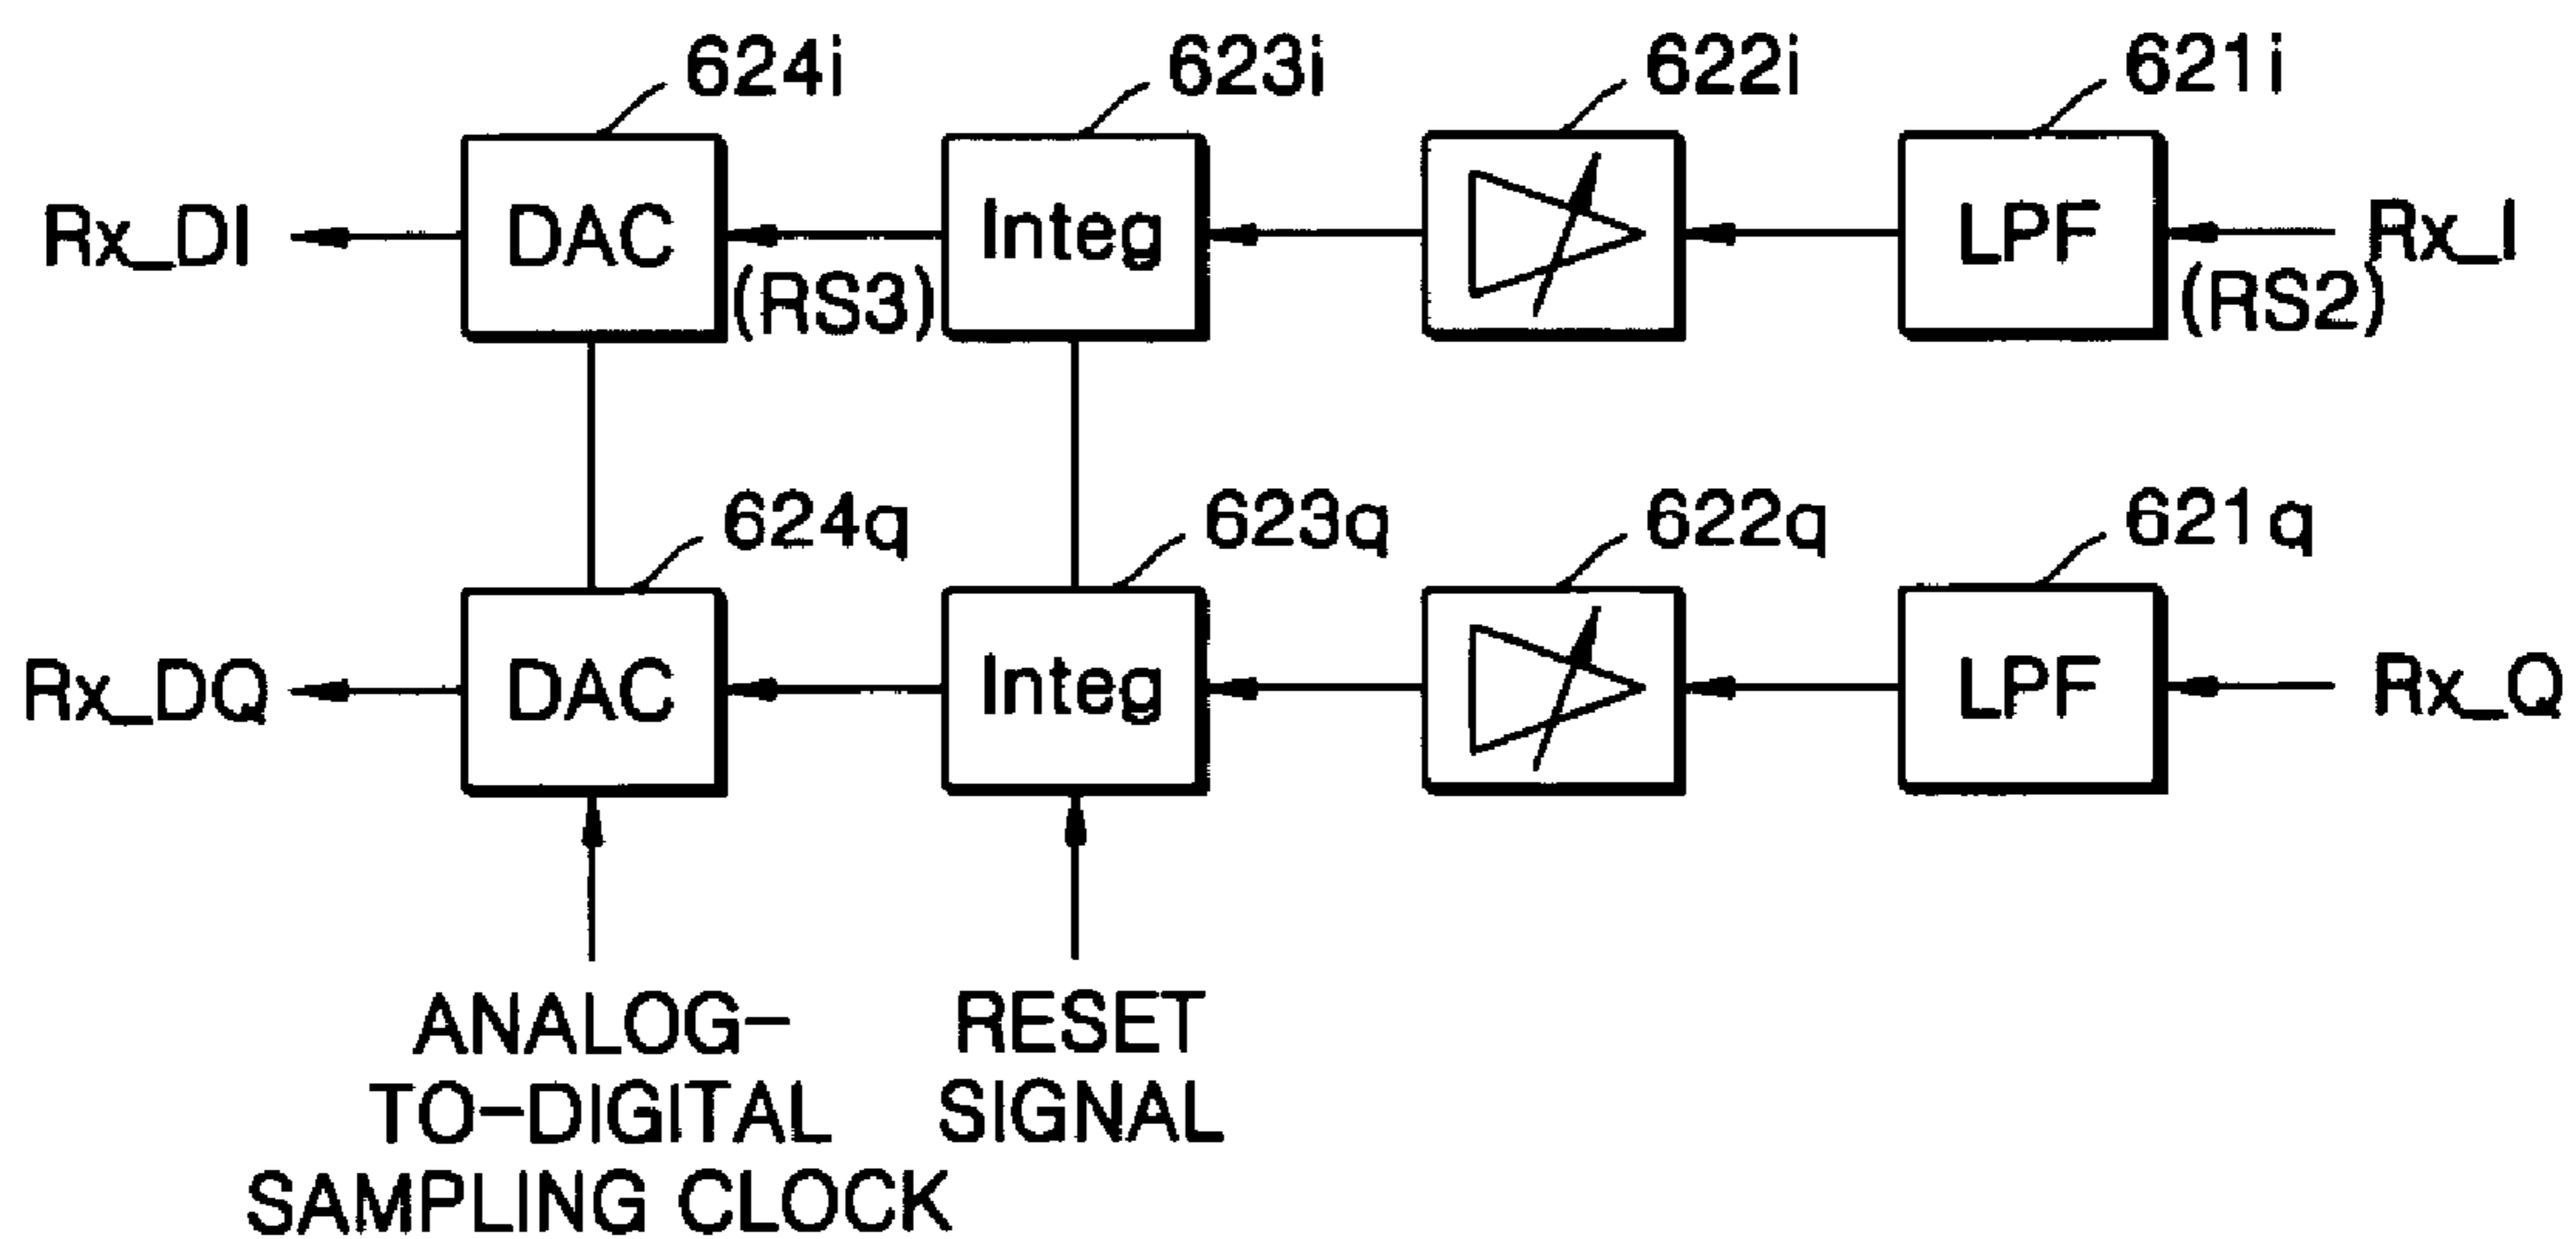 624i 623i 622i 621i
Rx_DI DAC Integ LPF Rx_I
(RS3) (RS2)
624q 623q 622q 621q
Rx_DQ DAC Integ LPF Rx_Q
ANALOG- RESET
TO-DIGITAL SIGNAL
SAMPLING CLOCK